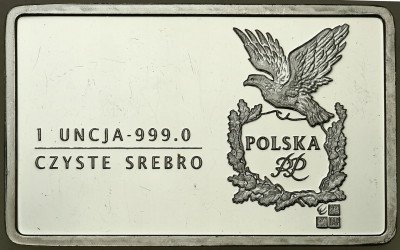 1 UNCJA-999.0
CZYSTE SREBRO
POLSKA